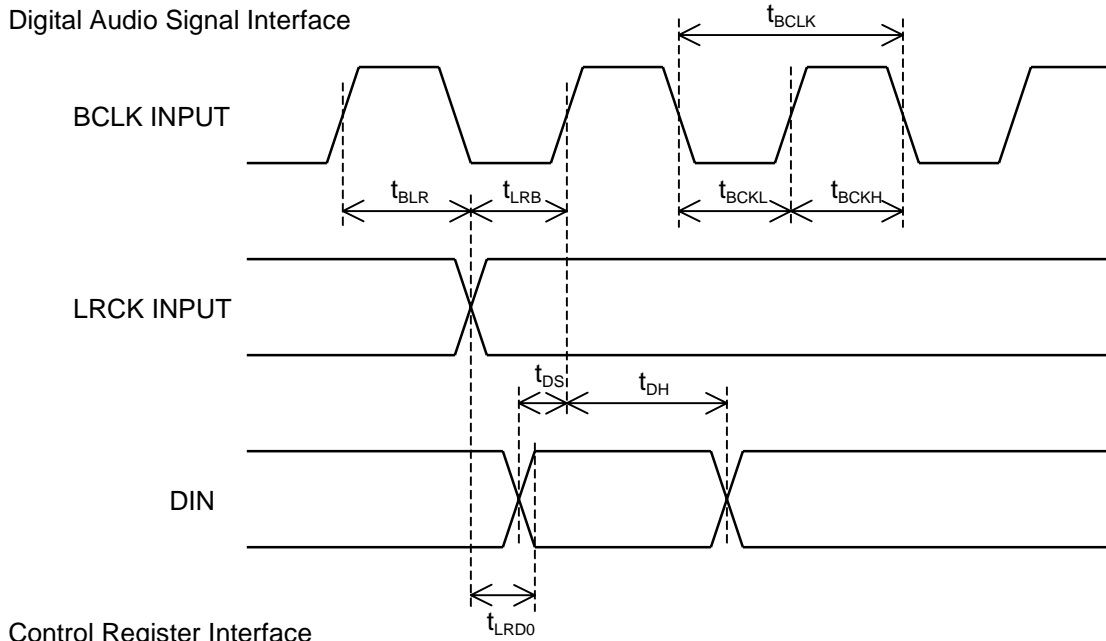 Digital Audio Signal Interface
tBCLK
BCLK INPUT
tBLR tLRB tBCKL tBCKH
LRCK INPUT
tDS tDH
DIN
tLRD0
Control Register Interface